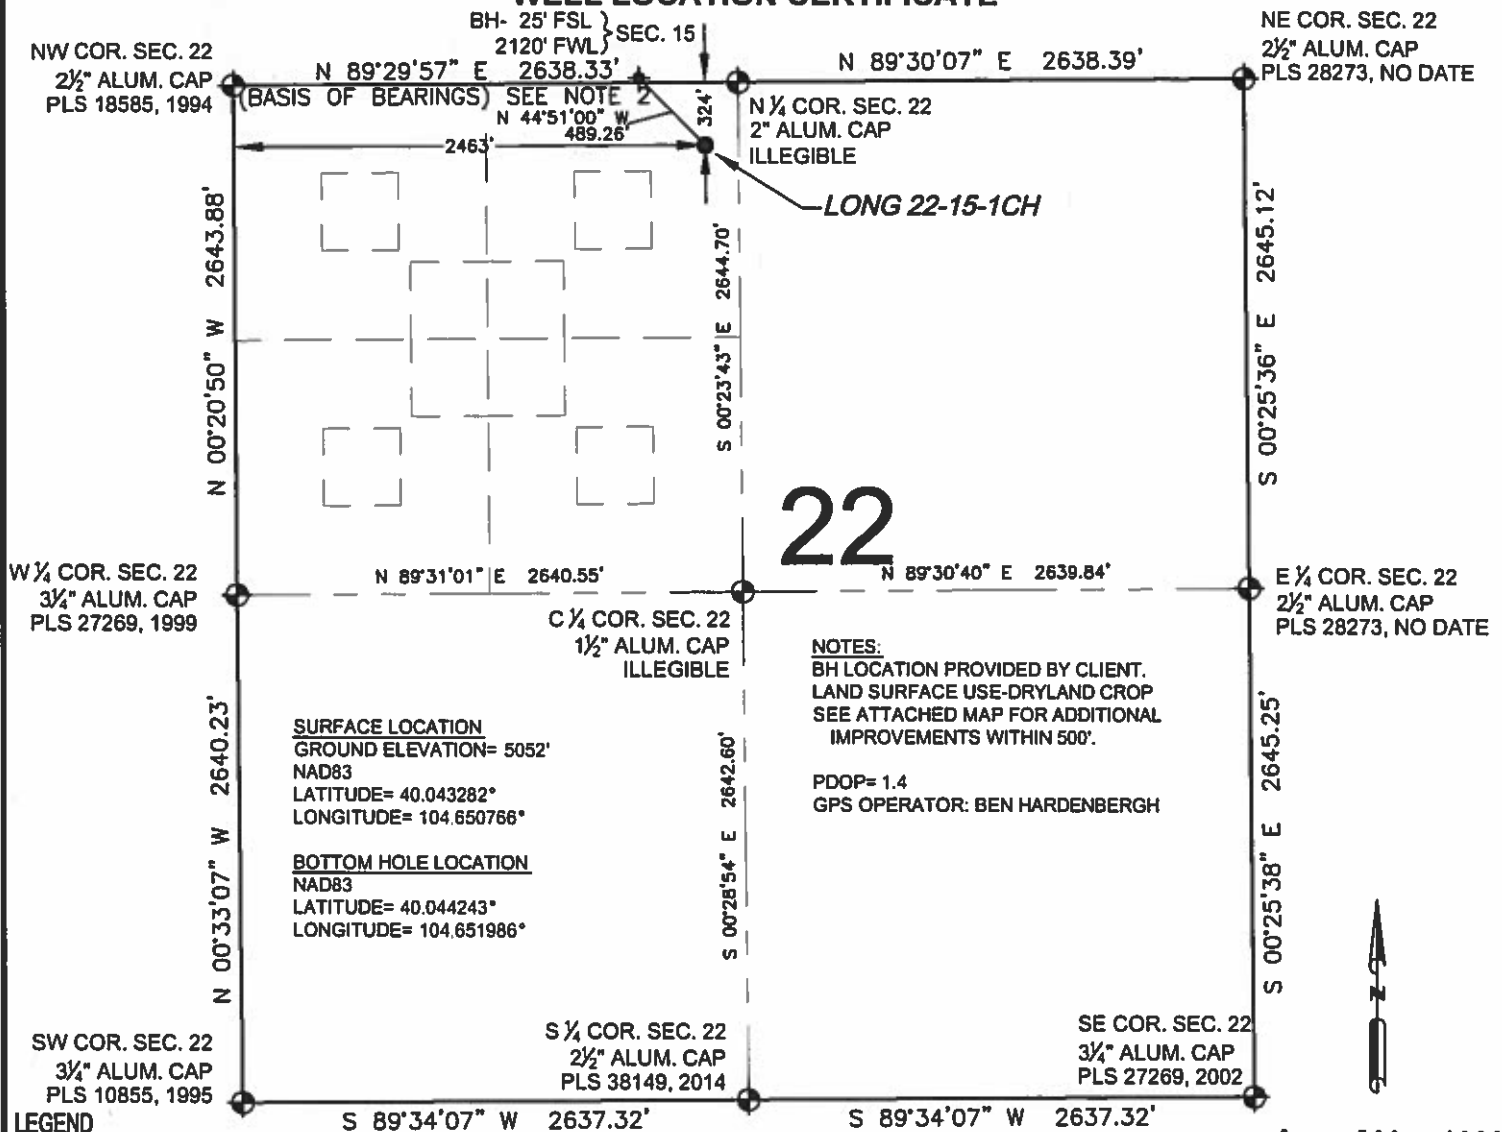 WELL LOCATION CERTIFICATE
BH- 25' FSL
2120' FWL
SEC. 15
NW COR. SEC. 22
2½" ALUM. CAP
PLS 18585, 1994
NE COR. SEC. 22
2½" ALUM. CAP
PLS 28273, NO DATE
N 89°29'57" E 2638.33'
(BASIS OF BEARINGS) SEE NOTE 2
N 89°30'07" E 2638.39'
N 44°51'00" W
489.26'
324'
2463'
N ¼ COR. SEC. 22
2" ALUM. CAP
ILLEGIBLE
LONG 22-15-1CH
N 00°20'50" W 2643.88'
S 00°23'43" E 2644.70'
S 00°25'36" E 2645.12'
22
W ¼ COR. SEC. 22
3¼" ALUM. CAP
PLS 27269, 1999
N 89°31'01" E 2640.55'
N 89°30'40" E 2639.84'
E ¼ COR. SEC. 22
2½" ALUM. CAP
PLS 28273, NO DATE
C ¼ COR. SEC. 22
1½" ALUM. CAP
ILLEGIBLE
NOTES:
BH LOCATION PROVIDED BY CLIENT.
LAND SURFACE USE-DRYLAND CROP
SEE ATTACHED MAP FOR ADDITIONAL
IMPROVEMENTS WITHIN 500'.
PDOP= 1.4
GPS OPERATOR: BEN HARDENBERGH
SURFACE LOCATION
GROUND ELEVATION= 5052'
NAD83
LATITUDE= 40.043282°
LONGITUDE= 104.650766°
BOTTOM HOLE LOCATION
NAD83
LATITUDE= 40.044243°
LONGITUDE= 104.651986°
N 00°33'07" W 2640.23'
S 00°28'54" E 2642.60'
S 00°25'38" E 2645.25'
N
SW COR. SEC. 22
3¼" ALUM. CAP
PLS 10855, 1995
S ¼ COR. SEC. 22
2½" ALUM. CAP
PLS 38149, 2014
SE COR. SEC. 22
3¼" ALUM. CAP
PLS 27269, 2002
LEGEND
S 89°34'07" W 2637.32'
S 89°34'07" W 2637.32'